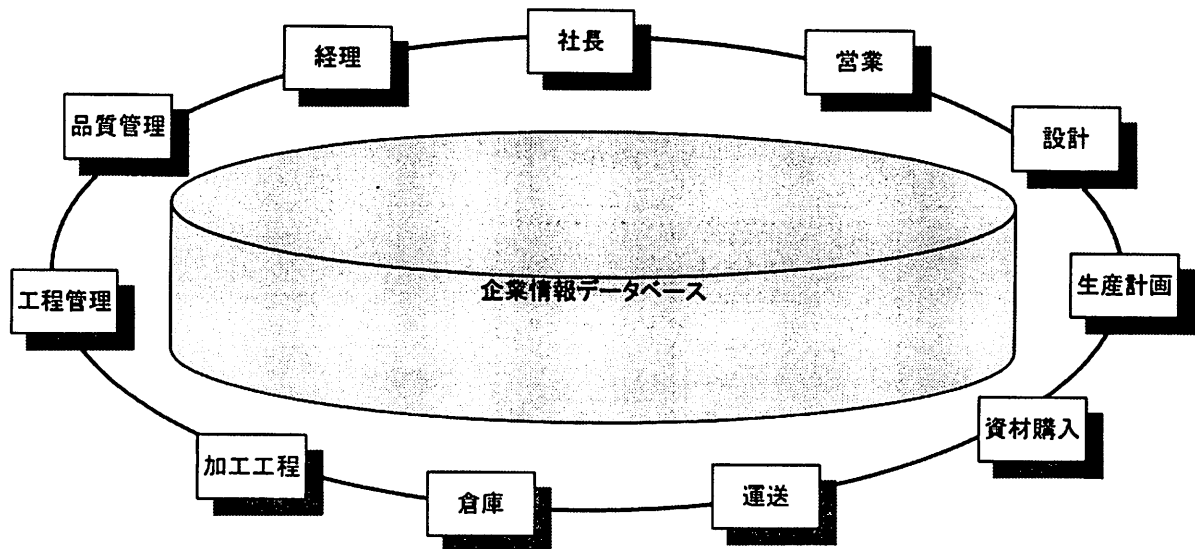 社長
経理
営業
品質管理
設計
企業情報データベース
工程管理
生産計画
資材購入
加工工程
倉庫
運送